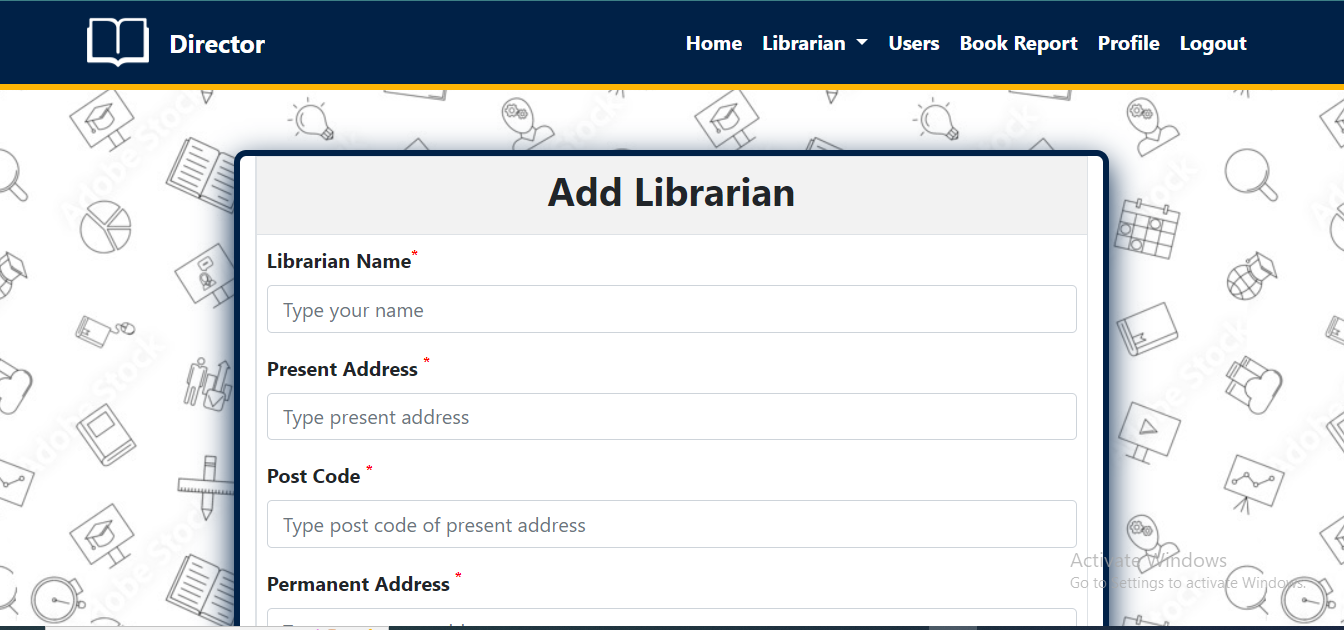 Director
Home Librarian Users Book Report Profile Logout
Add Librarian
Librarian Name*
Type your name
Present Address *
Type present address
Post Code *
Type post code of present address
Permanent Address *
Activate Windows
Go to Settings to activate Windows.
Adobe Stock